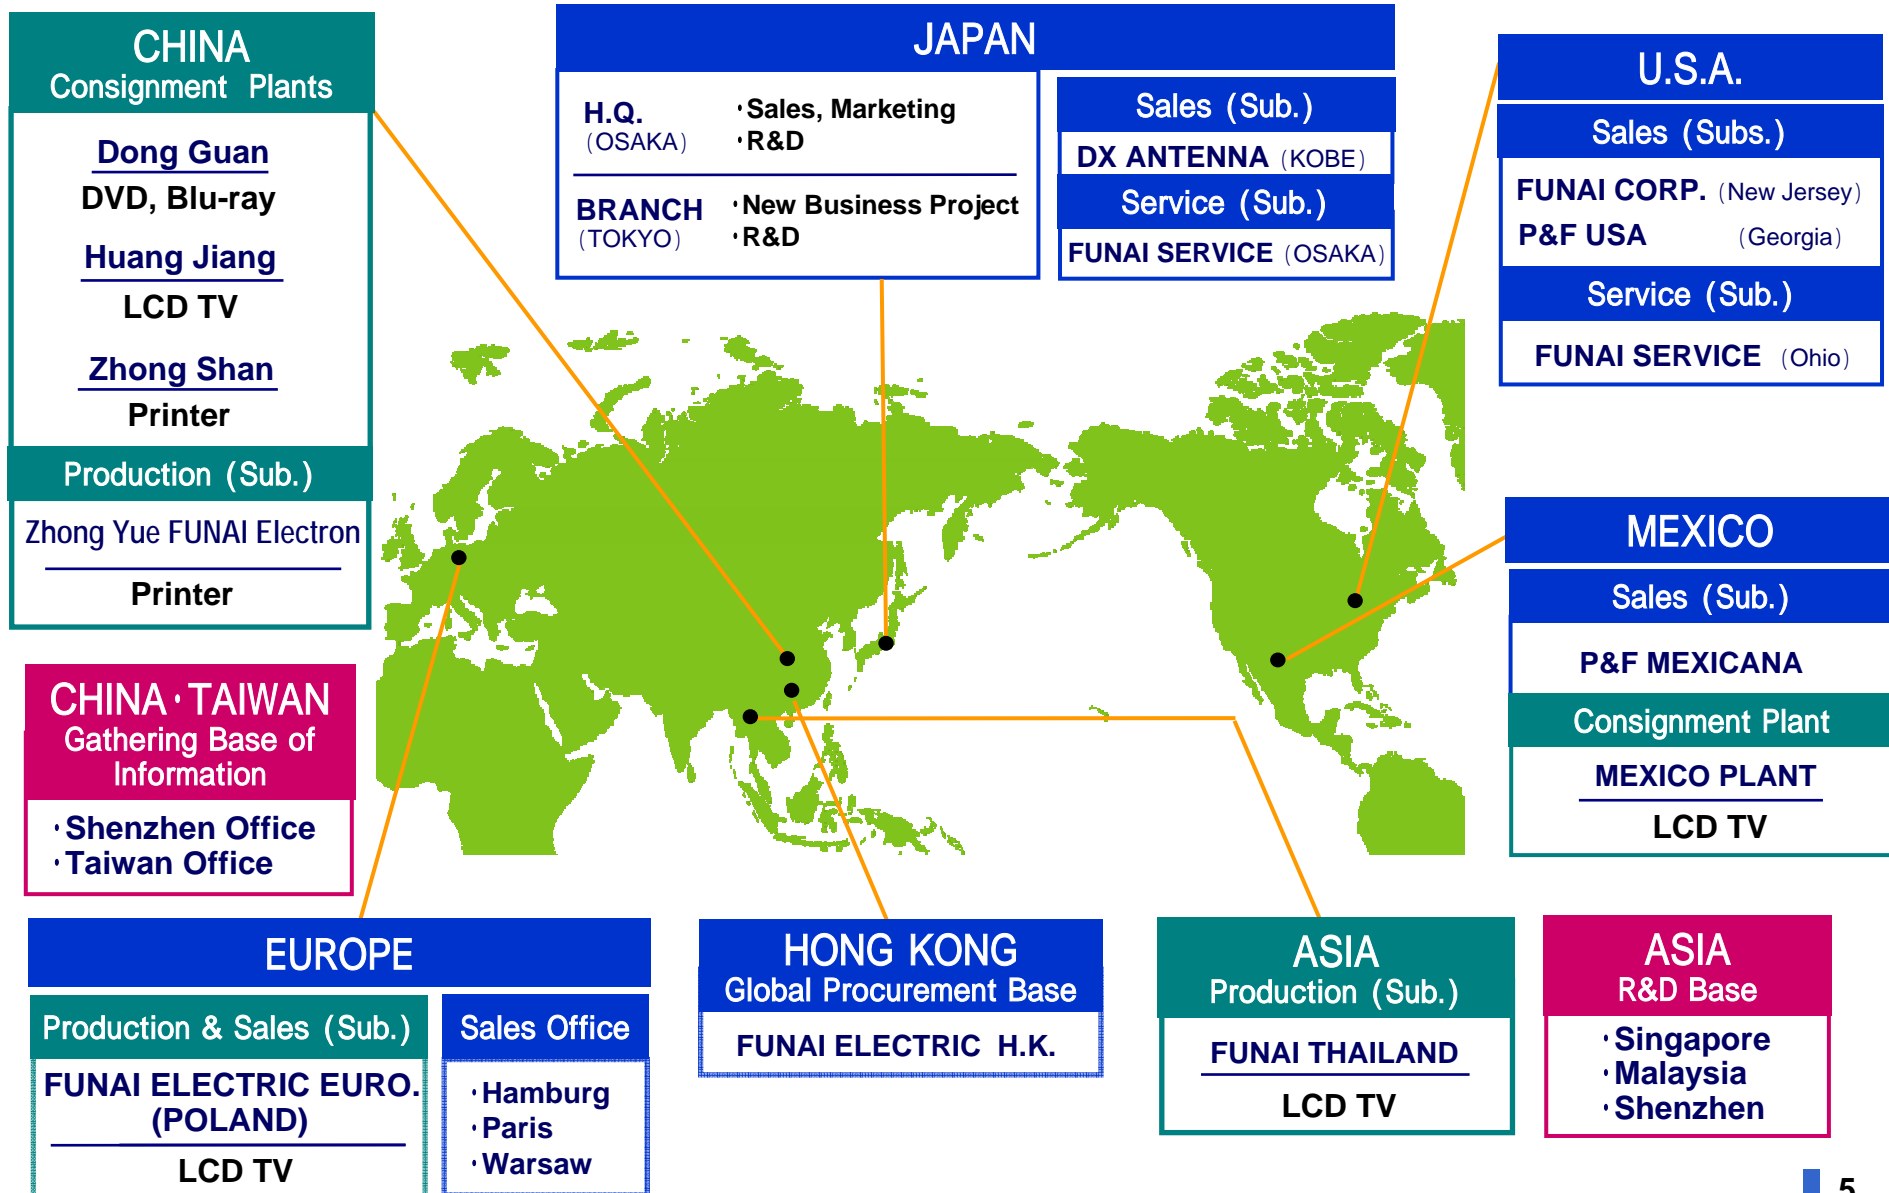 CHINA
Consignment Plants
Dong Guan
DVD, Blu-ray
Huang Jiang
LCD TV
Zhong Shan
Printer
Production (Sub.)
Zhong Yue FUNAI Electron
Printer
JAPAN
H.Q.
(OSAKA)
・Sales, Marketing
・R&D
BRANCH
(TOKYO)
・New Business Project
・R&D
Sales (Sub.)
DX ANTENNA (KOBE)
Service (Sub.)
FUNAI SERVICE (OSAKA)
U.S.A.
Sales (Subs.)
FUNAI CORP. (New Jersey)
P&F USA (Georgia)
Service (Sub.)
FUNAI SERVICE (Ohio)
MEXICO
Sales (Sub.)
P&F MEXICANA
Consignment Plant
MEXICO PLANT
LCD TV
CHINA・TAIWAN
Gathering Base of
Information
・Shenzhen Office
・Taiwan Office
EUROPE
Production & Sales (Sub.)
FUNAI ELECTRIC EURO.
(POLAND)
LCD TV
Sales Office
・Hamburg
・Paris
・Warsaw
HONG KONG
Global Procurement Base
FUNAI ELECTRIC H.K.
ASIA
Production (Sub.)
FUNAI THAILAND
LCD TV
ASIA
R&D Base
・Singapore
・Malaysia
・Shenzhen
5